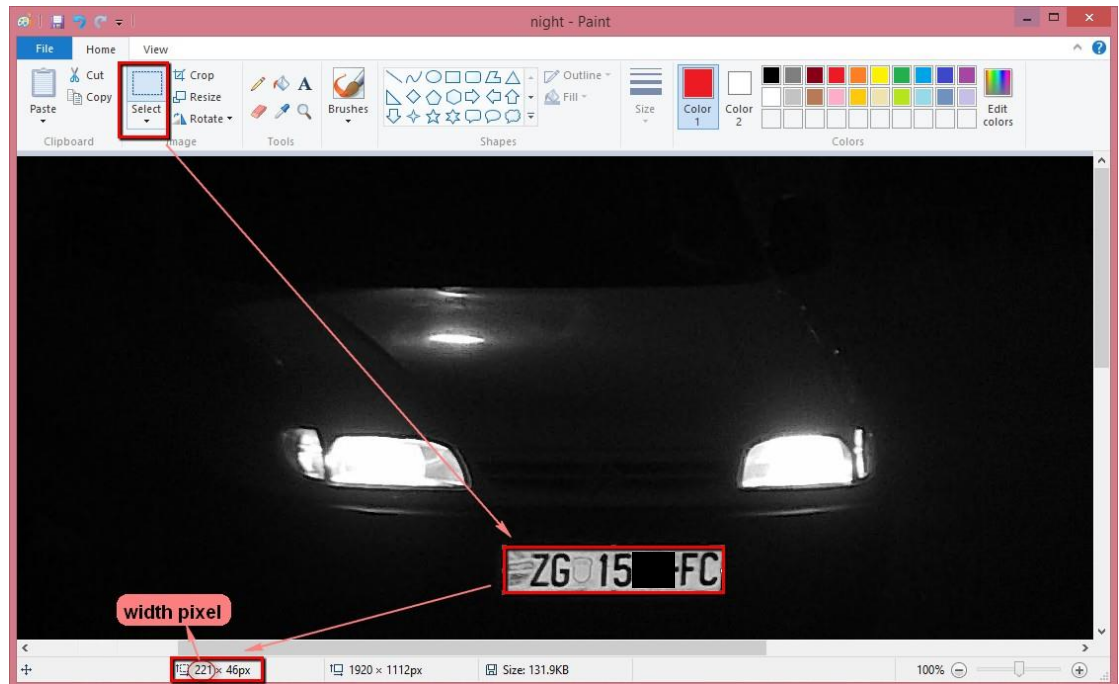 night - Paint
File Home View
Paste
Cut
Copy
Clipboard
Select
Crop
Resize
Rotate
Image
A
Tools
Brushes
Outline
Fill
Shapes
Size
Color
1
Color
2
Edit
colors
Colors
ZG 15 -FC
width pixel
221 × 46px
1920 × 1112px
Size: 131.9KB
100%